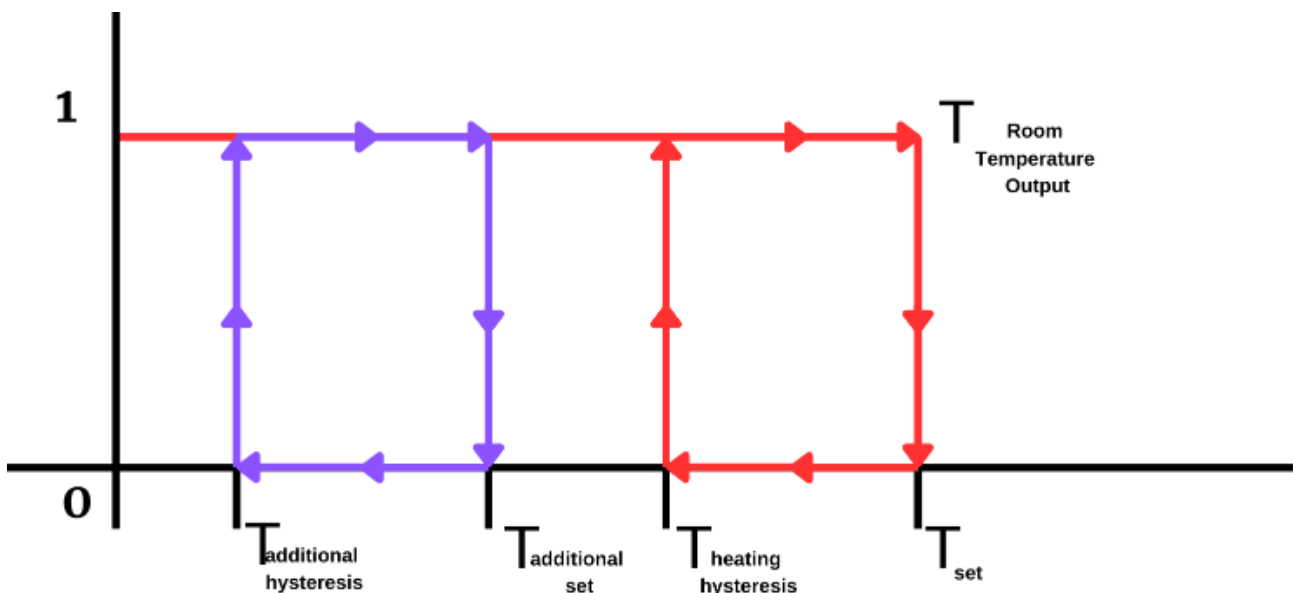 1
T Room
Temperature
Output
0
T additional
hysteresis
T additional
set
T heating
hysteresis
T set